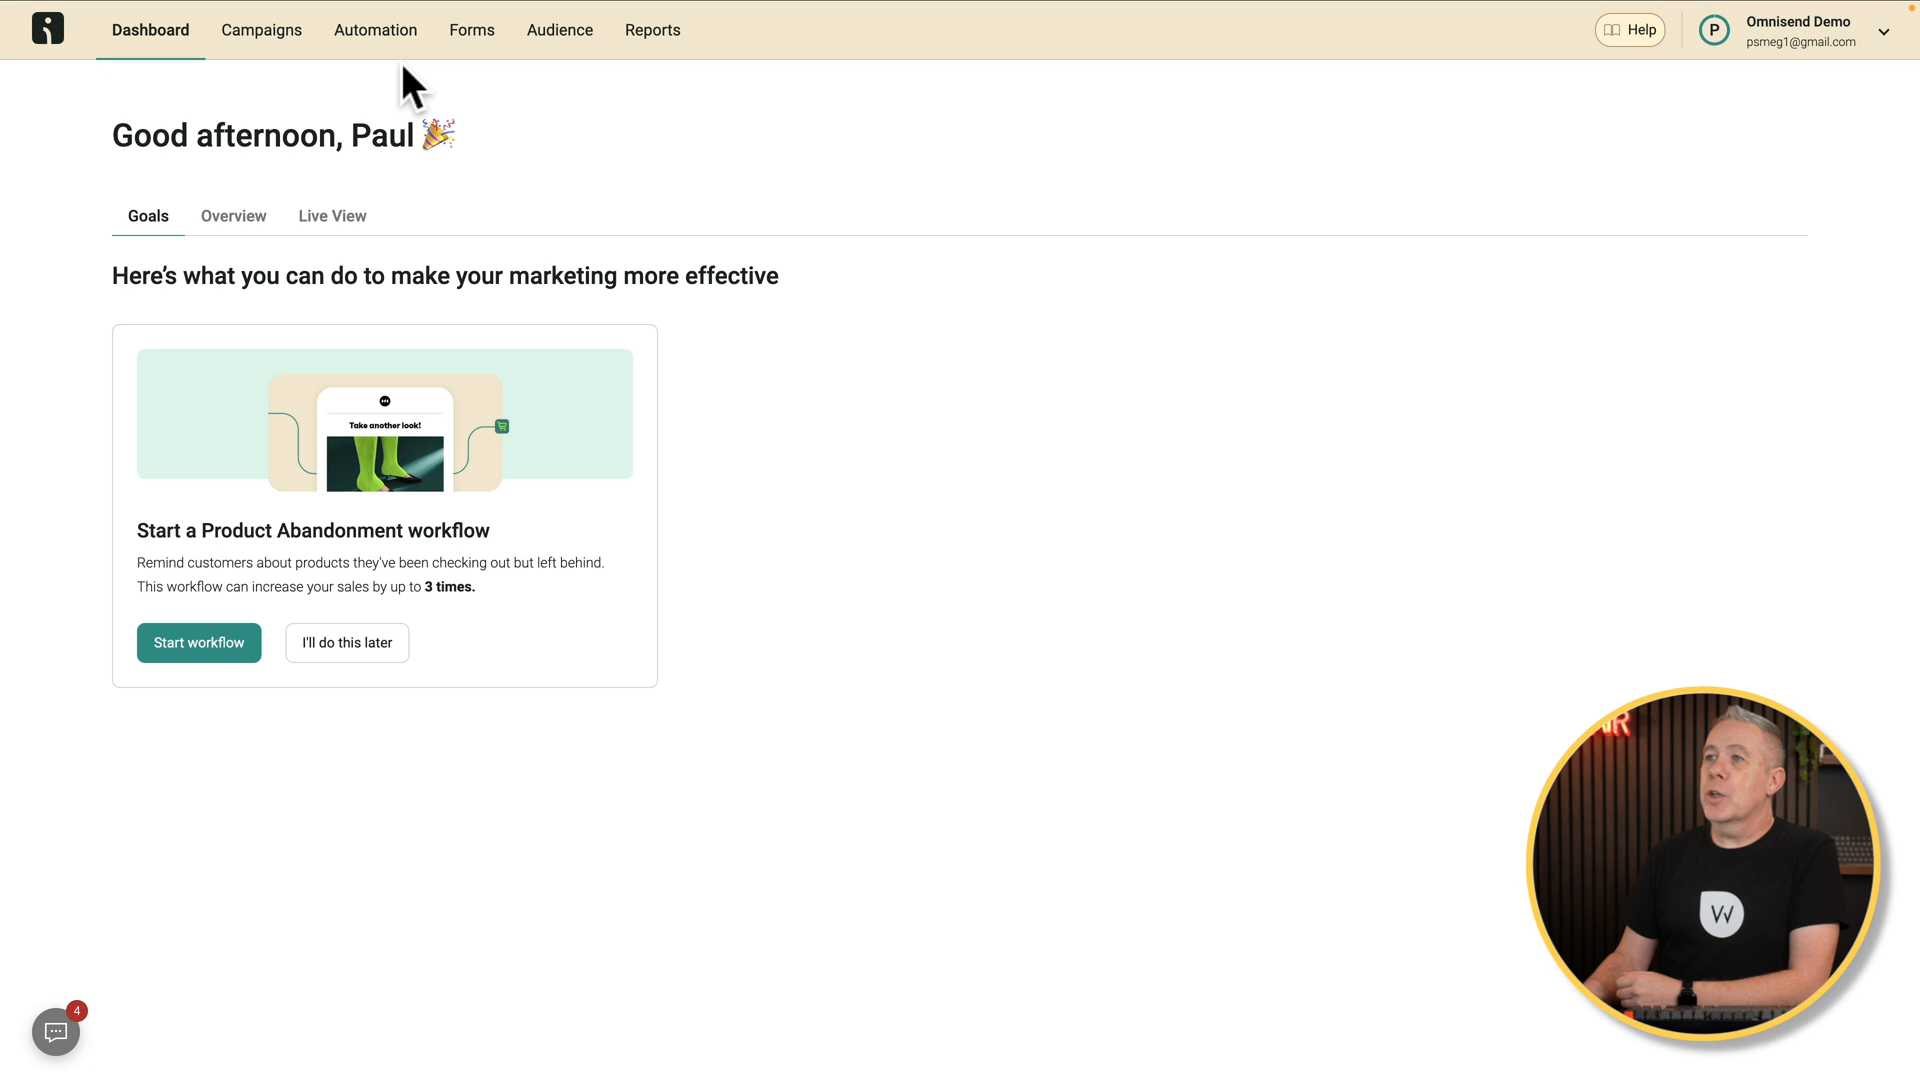 Dashboard
Campaigns
Automation
Forms
Audience
Reports
Help
P
Omnisend Demo
psmeg1@gmail.com
Good afternoon, Paul
Goals
Overview
Live View
Here's what you can do to make your marketing more effective
Take another look!
Start a Product Abandonment workflow
Remind customers about products they've been checking out but left behind.
This workflow can increase your sales by up to 3 times.
Start workflow
I'll do this later
4